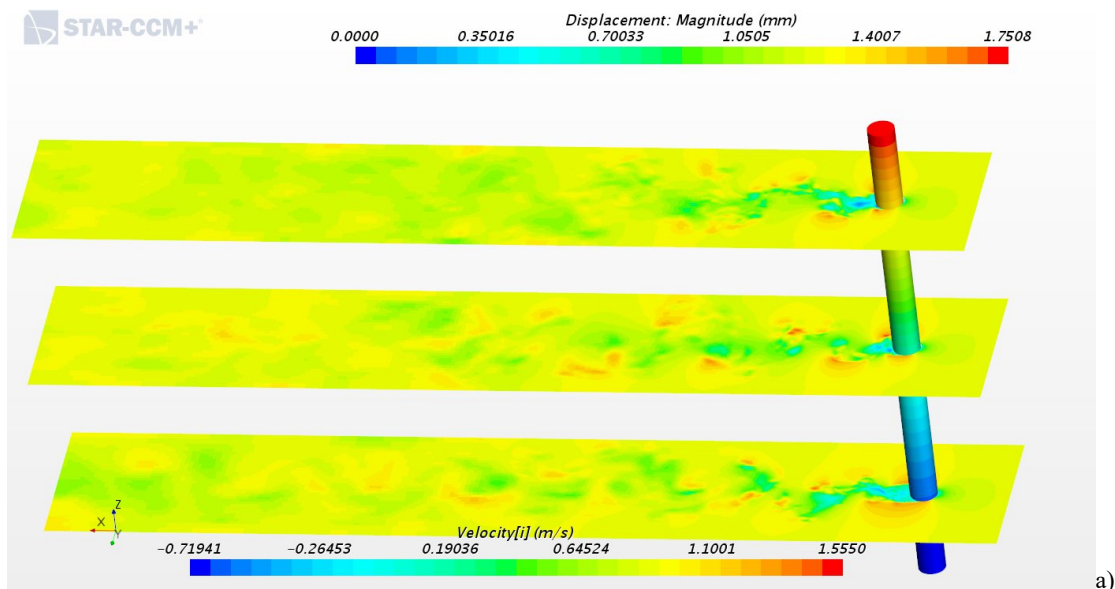 STAR-CCM+
Displacement: Magnitude (mm)
0.0000 0.35016 0.70033 1.0505 1.4007 1.7508
Z
X
Y
Velocity[i] (m/s)
-0.71941 -0.26453 0.19036 0.64524 1.1001 1.5550
a)